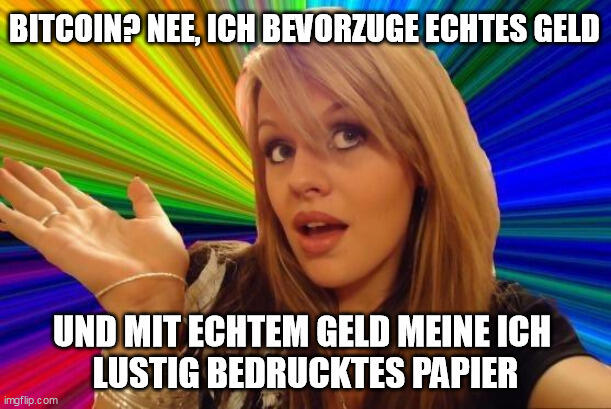 BITCOIN? NEE, ICH BEVORZUGE ECHTES GELD
UND MIT ECHTEM GELD MEINE ICH
LUSTIG BEDRUCKTES PAPIER
imgflip.com